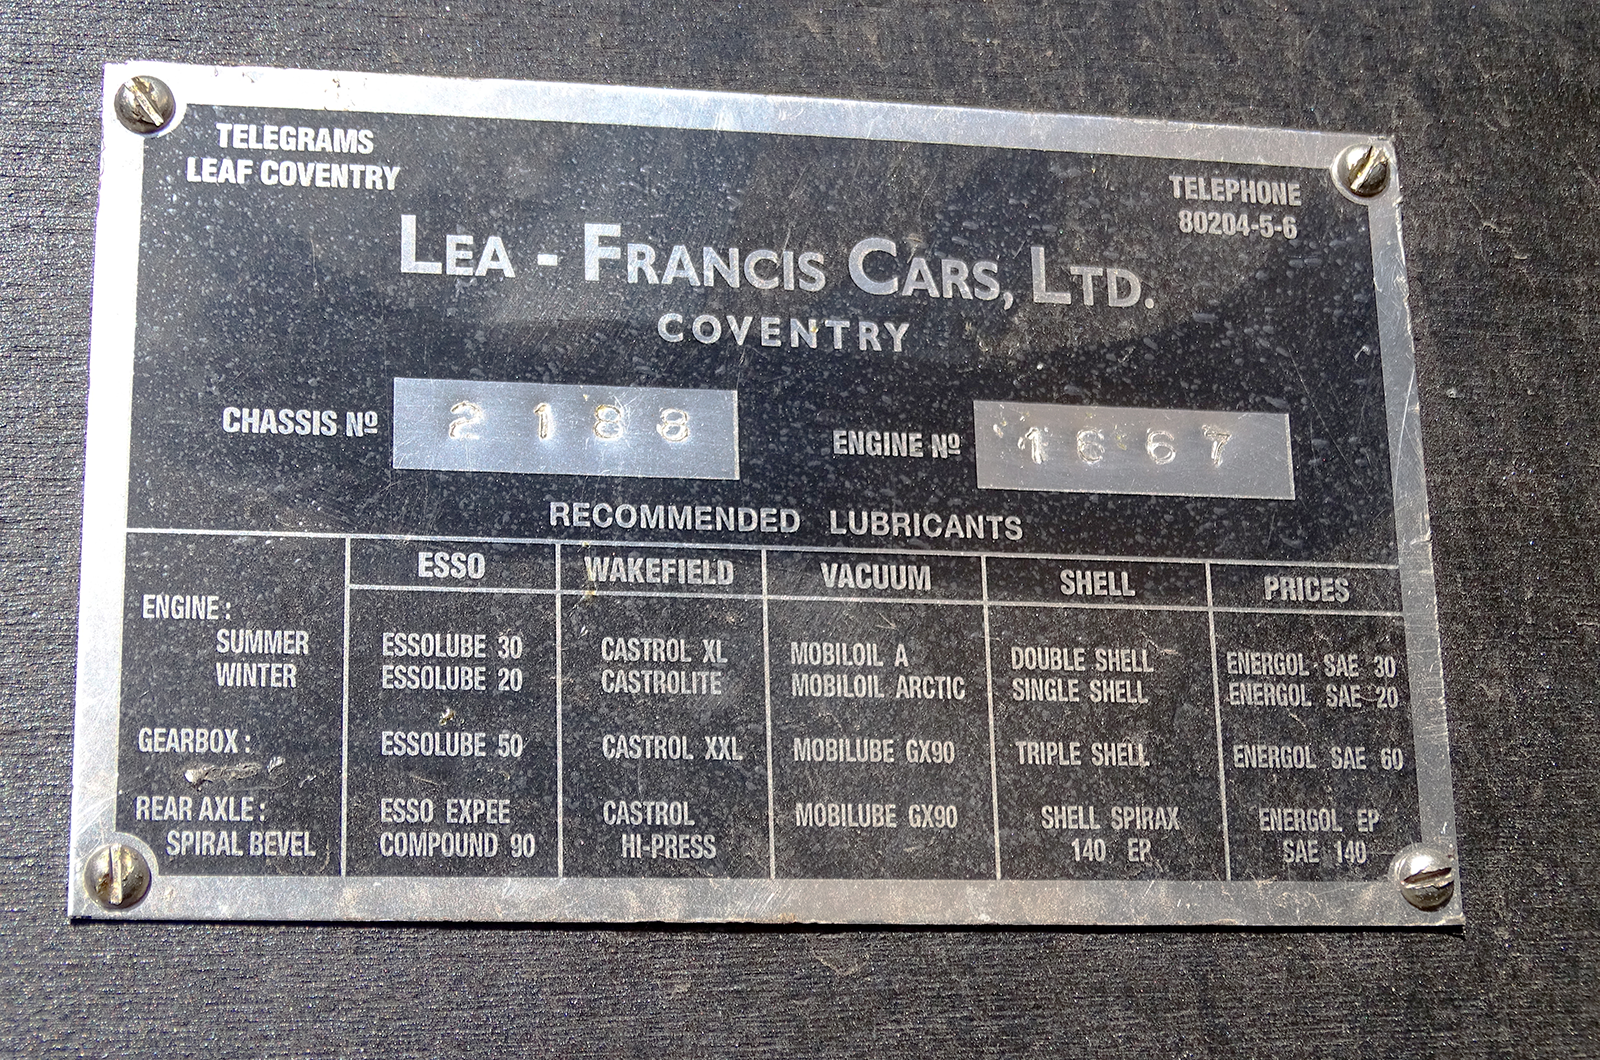 TELEGRAMS
LEAF COVENTRY
TELEPHONE
80204-5-6
LEA - FRANCIS CARS, LTD.
COVENTRY
CHASSIS Nº 2188 ENGINE Nº 1667
RECOMMENDED LUBRICANTS
ESSO WAKEFIELD VACUUM SHELL PRICES
ENGINE:
SUMMER ESSOLUBE 30 CASTROL XL MOBILOIL A DOUBLE SHELL ENERGOL SAE 30
WINTER ESSOLUBE 20 CASTROLITE MOBILOIL ARCTIC SINGLE SHELL ENERGOL SAE 20
GEARBOX: ESSOLUBE 50 CASTROL XXL MOBILUBE GX90 TRIPLE SHELL ENERGOL SAE 60
REAR AXLE: ESSO EXPEE CASTROL MOBILUBE GX90 SHELL SPIRAX ENERGOL EP
SPIRAL BEVEL COMPOUND 90 HI-PRESS 140 EP SAE 140